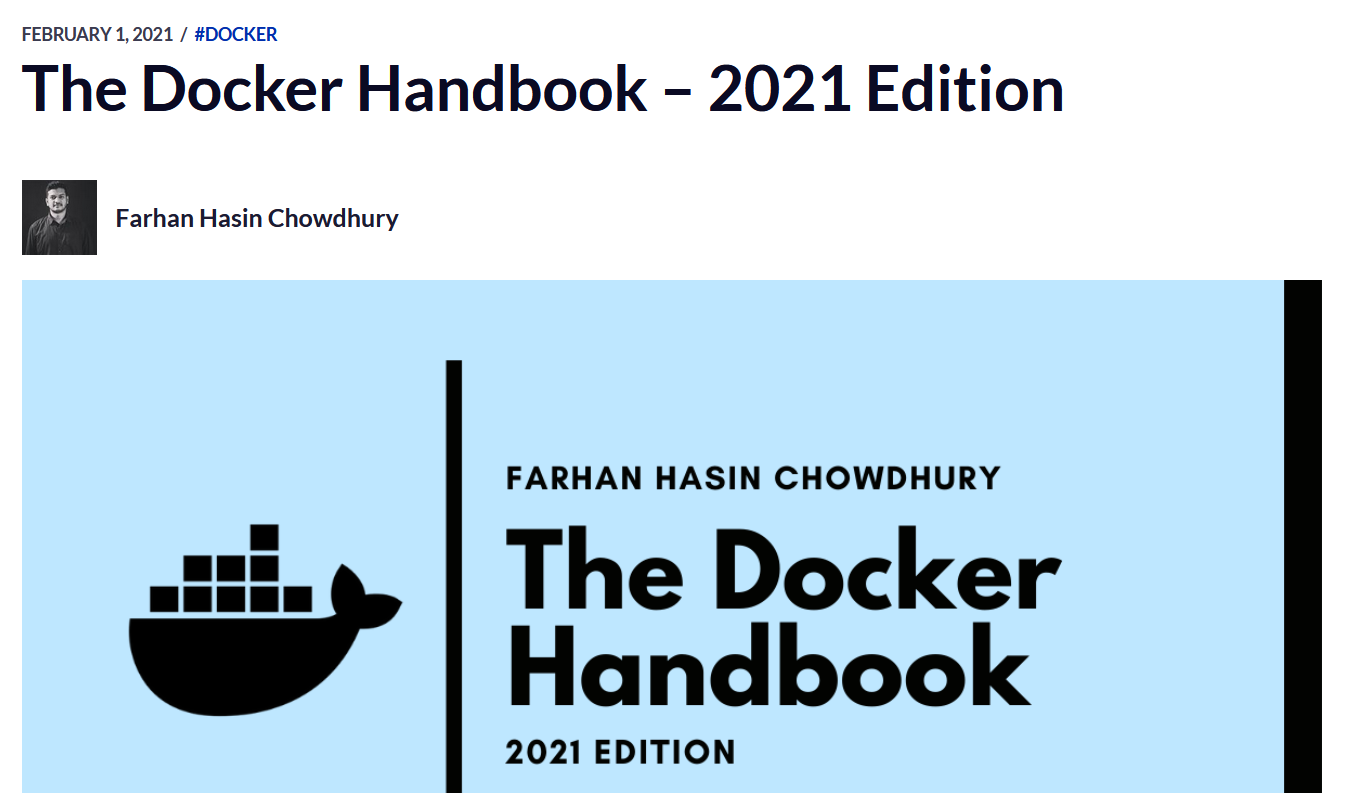 FEBRUARY 1, 2021 / #DOCKER
The Docker Handbook – 2021 Edition
Farhan Hasin Chowdhury
FARHAN HASIN CHOWDHURY
The Docker
Handbook
2021 EDITION